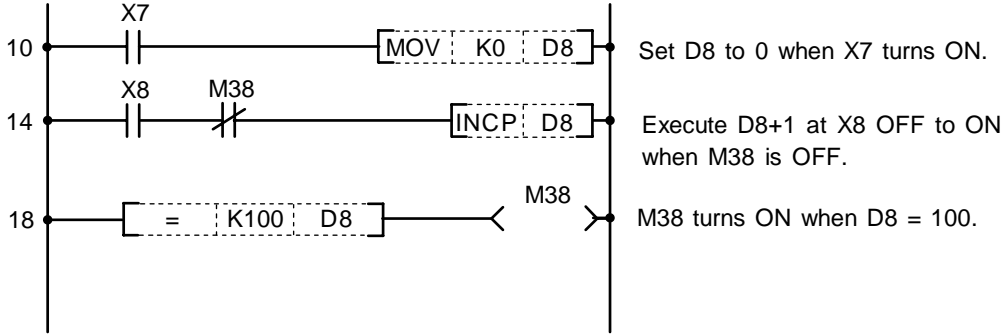 X7
10 MOV K0 D8 Set D8 to 0 when X7 turns ON.
X8 M38
14 INCP D8 Execute D8+1 at X8 OFF to ON
when M38 is OFF.
M38
18 = K100 D8 M38 turns ON when D8 = 100.